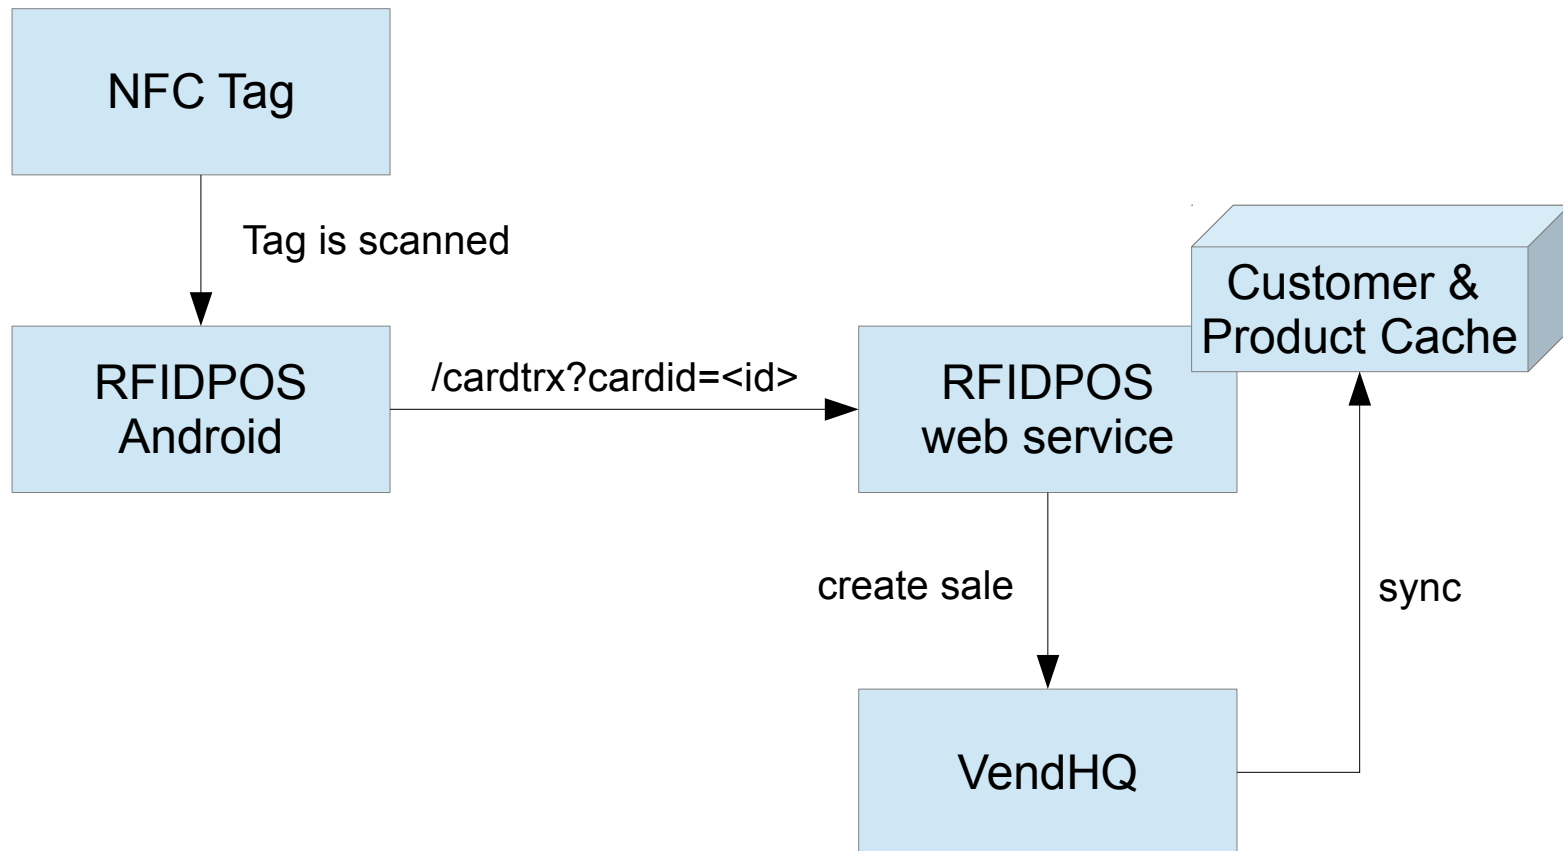 NFC Tag
Tag is scanned
Customer &
Product Cache
RFIDPOS
Android
/cardtrx?cardid=<id>
RFIDPOS
web service
create sale
sync
VendHQ